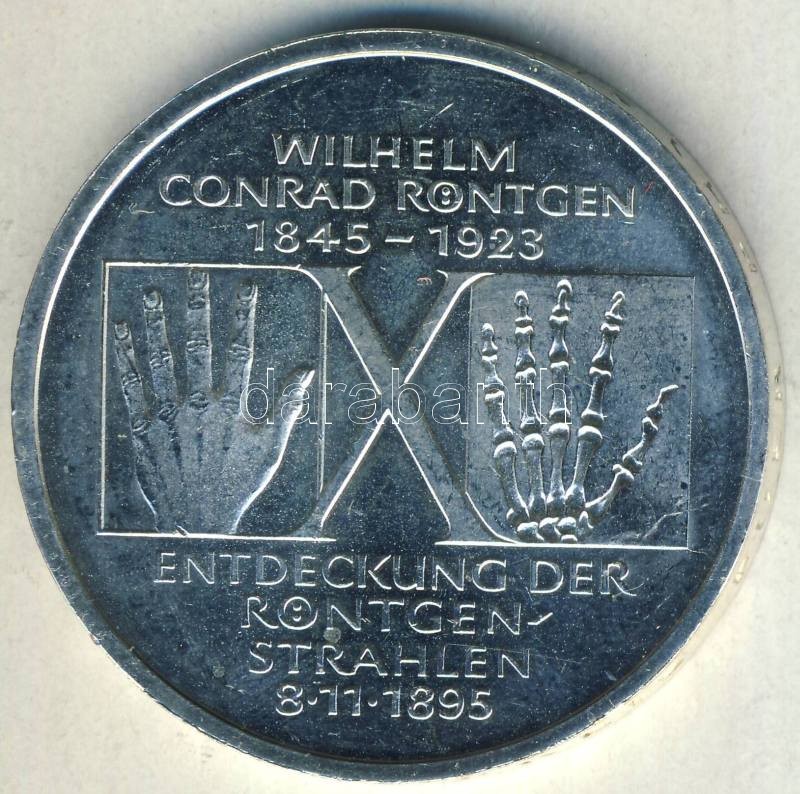 WILHELM
CONRAD RÖNTGEN
1845 - 1923
X
darabanth
ENTDECKUNG DER
RÖNTGEN-
STRAHLEN
8·11·1895